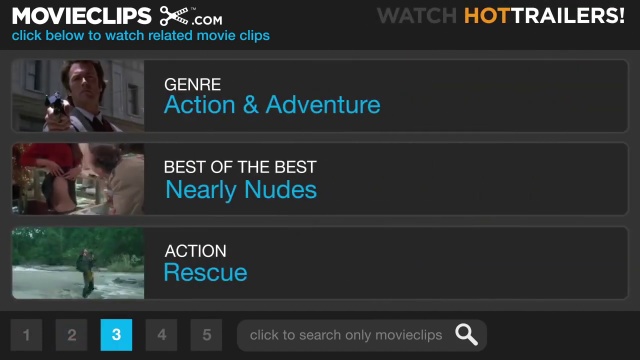 MOVIECLIPS .COM
WATCH HOTTRAILERS!
click below to watch related movie clips
GENRE
Action & Adventure
BEST OF THE BEST
Nearly Nudes
ACTION
Rescue
1 2 3 4 5 click to search only movieclips